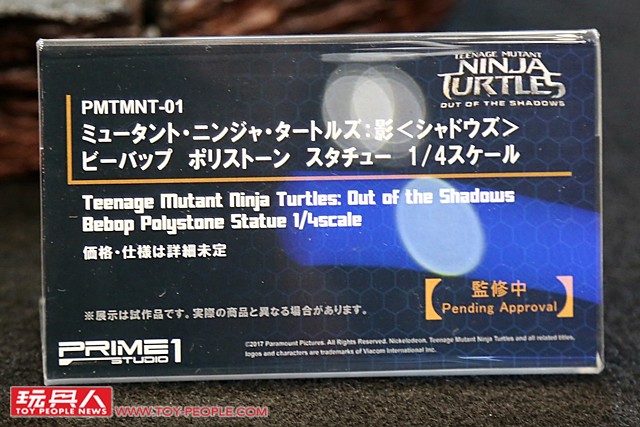 TEENAGE MUTANT
NINJA
TURTLES
OUT OF THE SHADOWS
PMTMNT-01
ミュータント・ニンジャ・タートルズ：影＜シャドウズ＞
ビーバップ ポリストーン スタチュー 1/4スケール
Teenage Mutant Ninja Turtles: Out of the Shadows
Bebop Polystone Statue 1/4scale
価格・仕様は詳細未定
監修中
Pending Approval
※展示は試作品です。実際の商品と異なる場合があります。
PRIME 1
STUDIO
©2017 Paramount Pictures. All Rights Reserved. Nickelodeon, Teenage Mutant Ninja Turtles and all related titles,
logos and characters are trademarks of Viacom International Inc.
玩具人
TOY PEOPLE NEWS
WWW.TOY-PEOPLE.COM